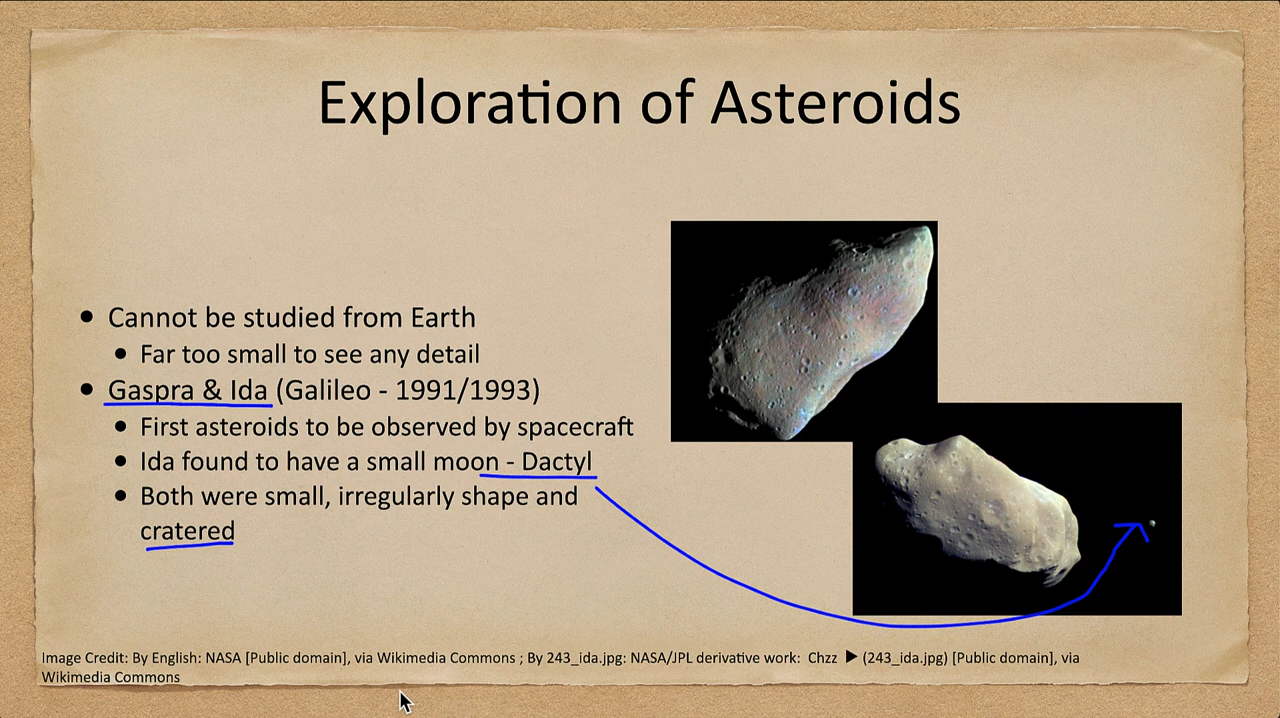 Exploration of Asteroids
• Cannot be studied from Earth
• Far too small to see any detail
• Gaspra & Ida (Galileo - 1991/1993)
• First asteroids to be observed by spacecraft
• Ida found to have a small moon - Dactyl
• Both were small, irregularly shape and
cratered
Image Credit: By English: NASA [Public domain], via Wikimedia Commons ; By 243_ida.jpg: NASA/JPL derivative work: Chzz ► (243_ida.jpg) [Public domain], via
Wikimedia Commons